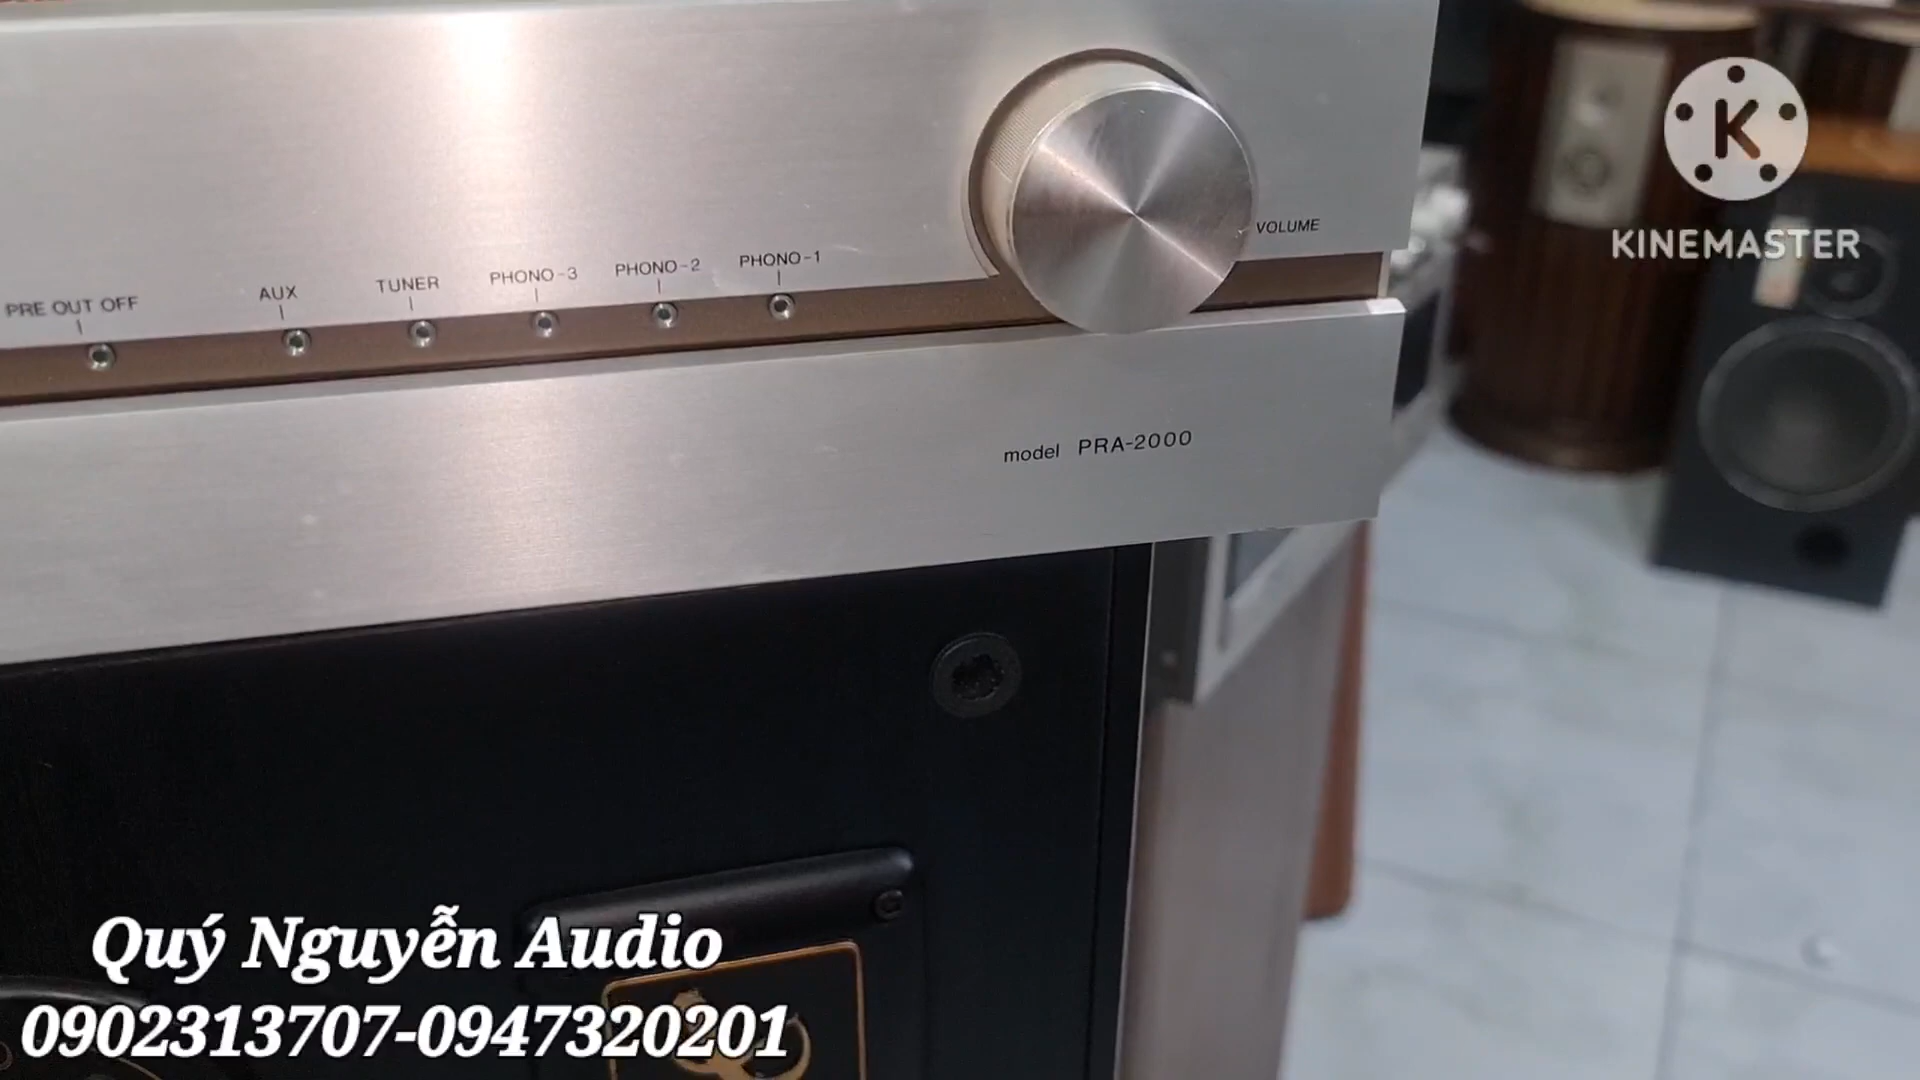 K
KINEMASTER
VOLUME
PRE OUT OFF
AUX
TUNER
PHONO-3
PHONO-2
PHONO-1
model PRA-2000
Quý Nguyễn Audio
0902313707-0947320201